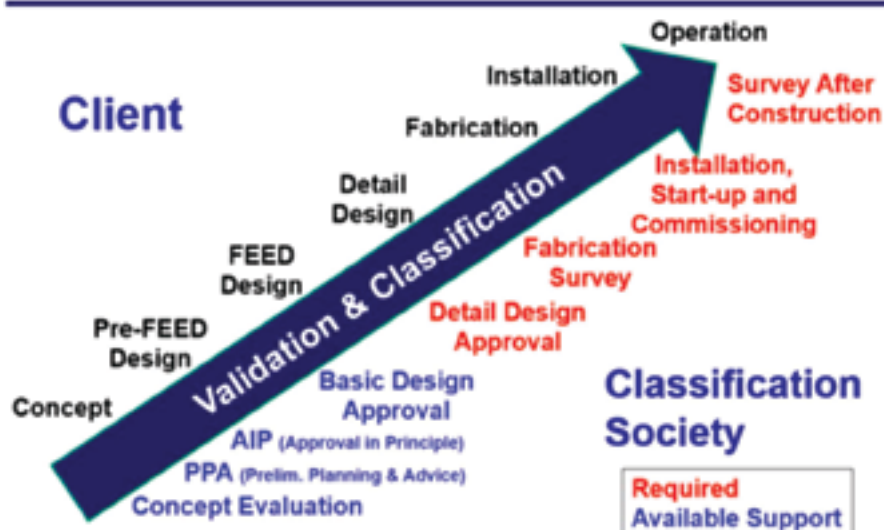 Operation
Installation
Survey After
Construction
Client
Fabrication
Installation,
Start-up and
Commissioning
Detail
Design
Validation & Classification
Fabrication
Survey
FEED
Design
Detail Design
Approval
Pre-FEED
Design
Basic Design
Approval
Classification
Society
Concept
AIP (Approval in Principle)
PPA (Prelim. Planning & Advice)
Concept Evaluation
Required
Available Support